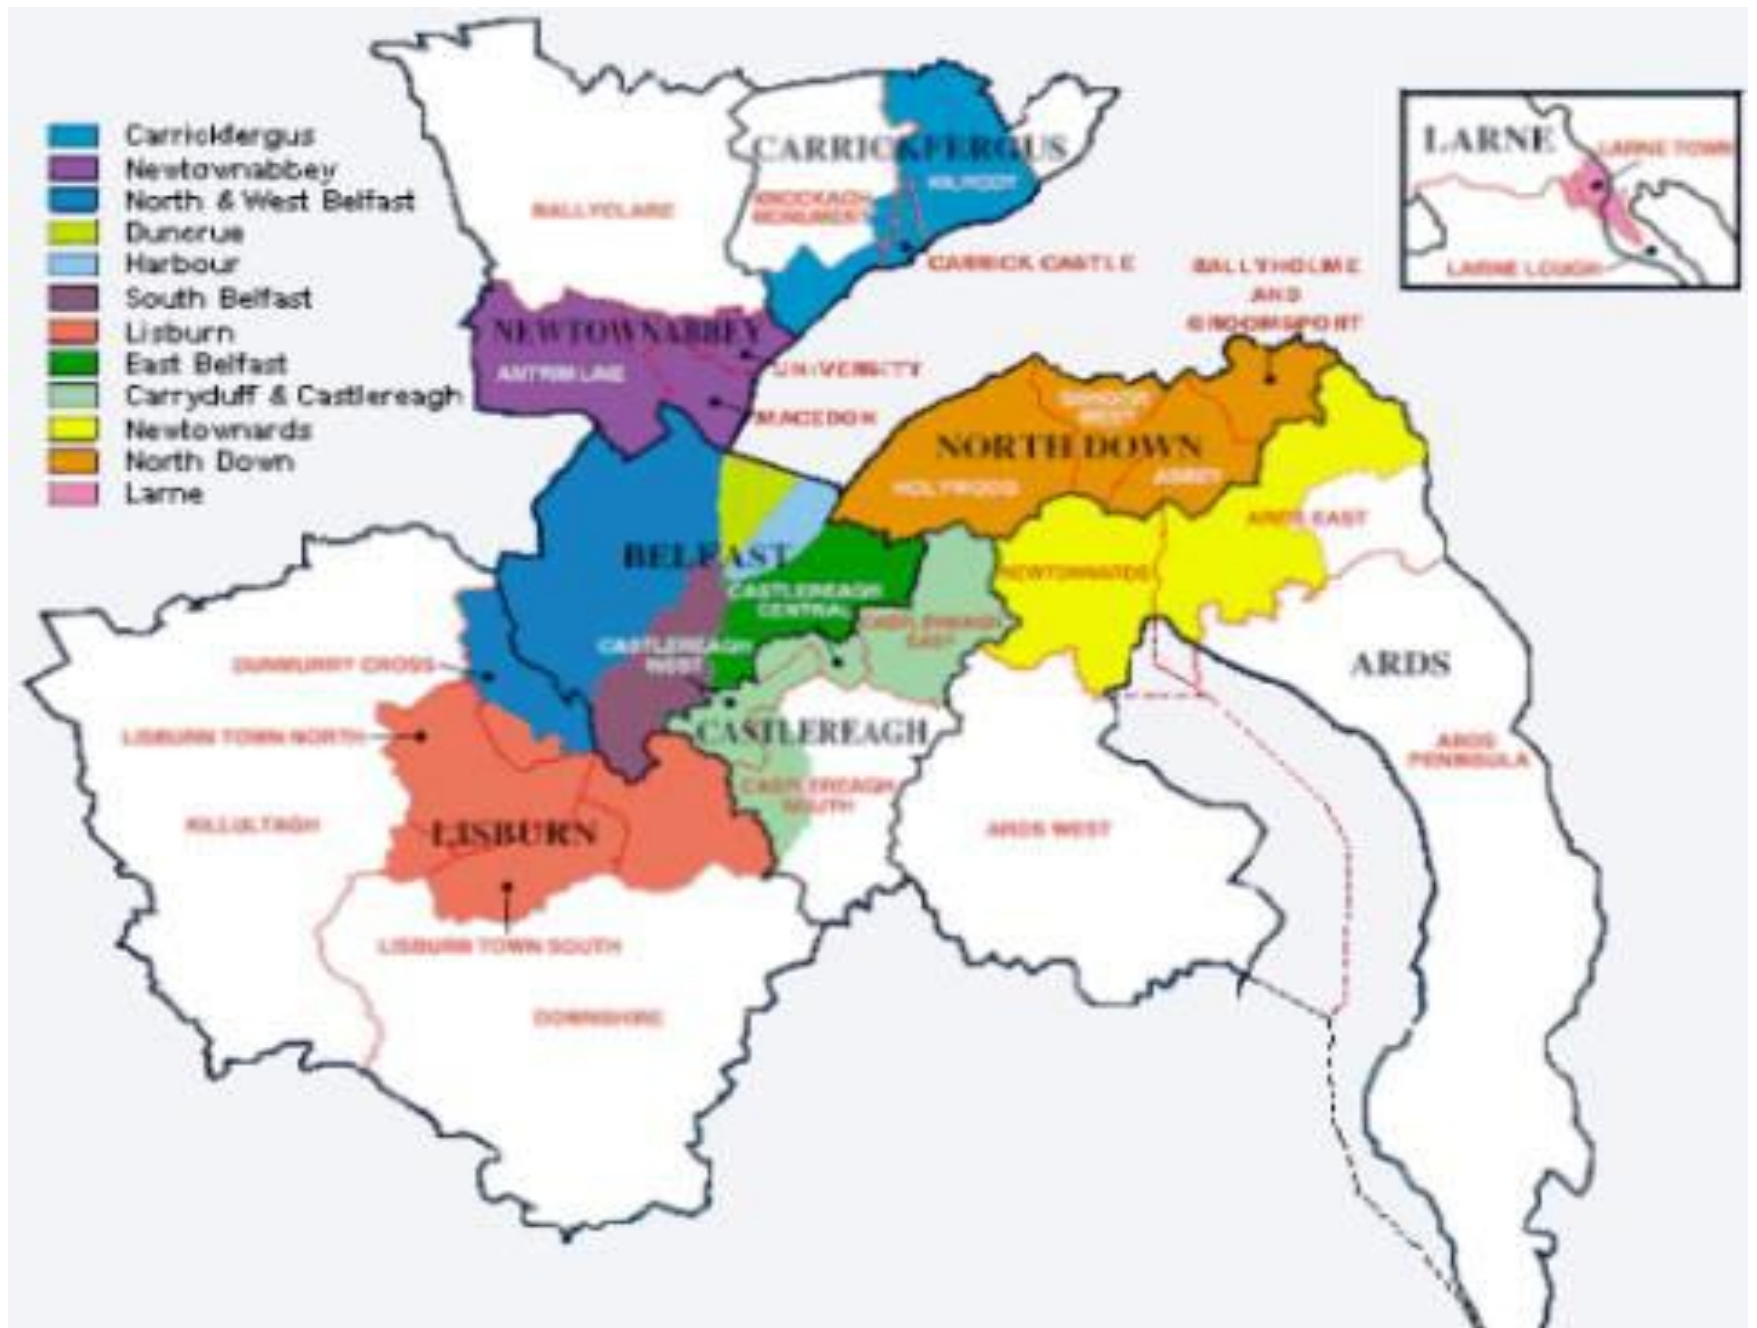 Carrickfergus
Newtownabbey
North & West Belfast
Dunerue
Harbour
South Belfast
Lisburn
East Belfast
Carryduff & Castlereagh
Newtownards
North Down
Larne
CARRICKFERGUS
KILROOT
KNOCKAGH
MONUMENT
BALLYCLARE
CARRICK CASTLE
LARNE
LARNE TOWN
LARNE LOUGH
BALLYHOLME
AND
GROOMSPORT
NEWTOWNABBEY
ANTRIM LINE
UNIVERSITY
MACEDON
BANGOR
WEST
NORTH DOWN
HOLYWOOD
ABBEY
ARDS EAST
BELFAST
NEWTOWNARDS
CASTLEREAGH
CENTRAL
CASTLEREAGH
EAST
CASTLEREAGH
WEST
DUNMURRY CROSS
ARDS
LISBURN TOWN NORTH
CASTLEREAGH
ARDS
PENINSULA
CASTLEREAGH
SOUTH
KILLULTAGH
LISBURN
ARDS WEST
LISBURN TOWN SOUTH
DOWNSHIRE